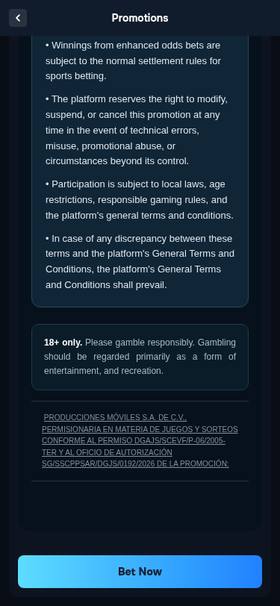 Promotions
• Winnings from enhanced odds bets are
subject to the normal settlement rules for
sports betting.
• The platform reserves the right to modify,
suspend, or cancel this promotion at any
time in the event of technical errors,
misuse, promotional abuse, or
circumstances beyond its control.
• Participation is subject to local laws, age
restrictions, responsible gaming rules, and
the platform's general terms and conditions.
• In case of any discrepancy between these
terms and the platform's General Terms and
Conditions, the platform's General Terms
and Conditions shall prevail.
18+ only. Please gamble responsibly. Gambling
should be regarded primarily as a form of
entertainment, and recreation.
PRODUCCIONES MÓVILES S.A. DE C.V.,
PERMISIONARIA EN MATERIA DE JUEGOS Y SORTEOS
CONFORME AL PERMISO DGAJS/SCEVF/P-06/2005-
TER Y AL OFICIO DE AUTORIZACIÓN
SG/SSCPPSAR/DGJS/0192/2026 DE LA PROMOCIÓN:
Bet Now